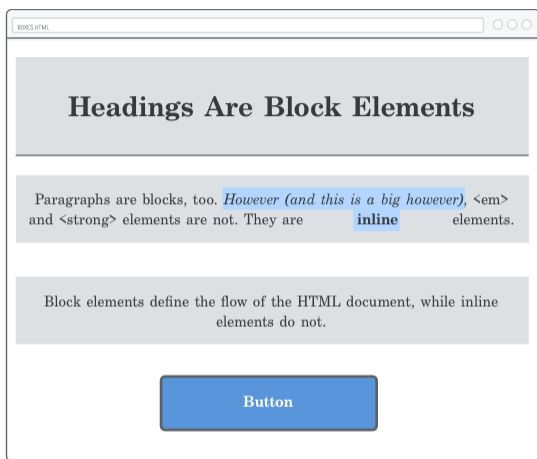 BOXES.HTML
Headings Are Block Elements
Paragraphs are blocks, too. However (and this is a big however), <em>
and <strong> elements are not. They are inline elements.
Block elements define the flow of the HTML document, while inline
elements do not.
Button